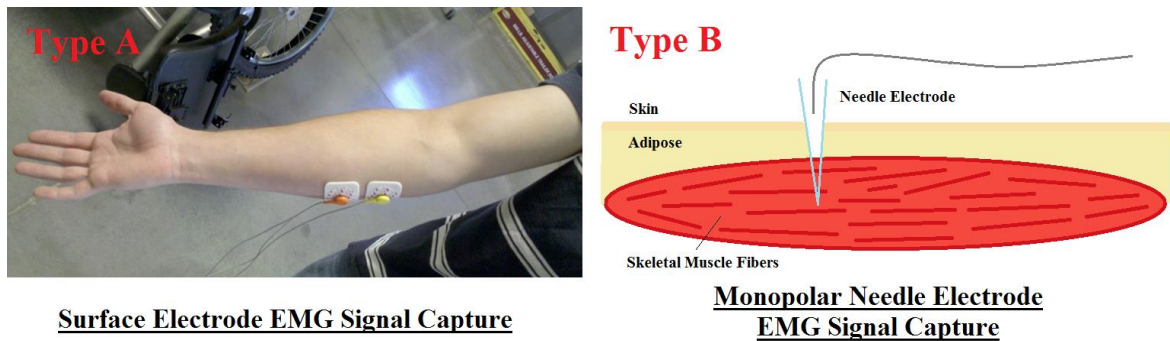 Type A
Surface Electrode EMG Signal Capture
Type B
Needle Electrode
Skin
Adipose
Skeletal Muscle Fibers
Monopolar Needle Electrode
EMG Signal Capture